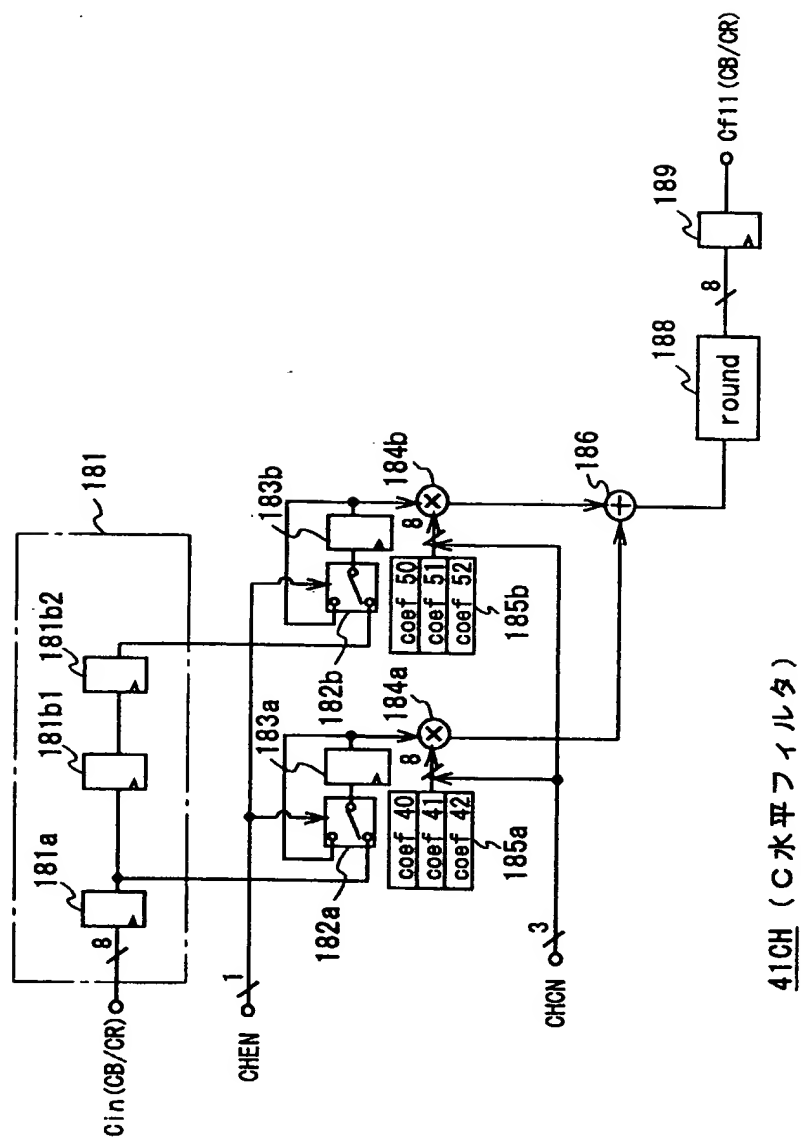 181
181a
181b1
181b2
8
Cin(CB/CR)
1
CHEN
182a
183a
182b
183b
184a
184b
8
8
coef 40
coef 41
coef 42
185a
coef 50
coef 51
coef 52
185b
3
CHCN
186
188
round
8
189
Cfil(CB/CR)
41CH (C水平フィルタ)